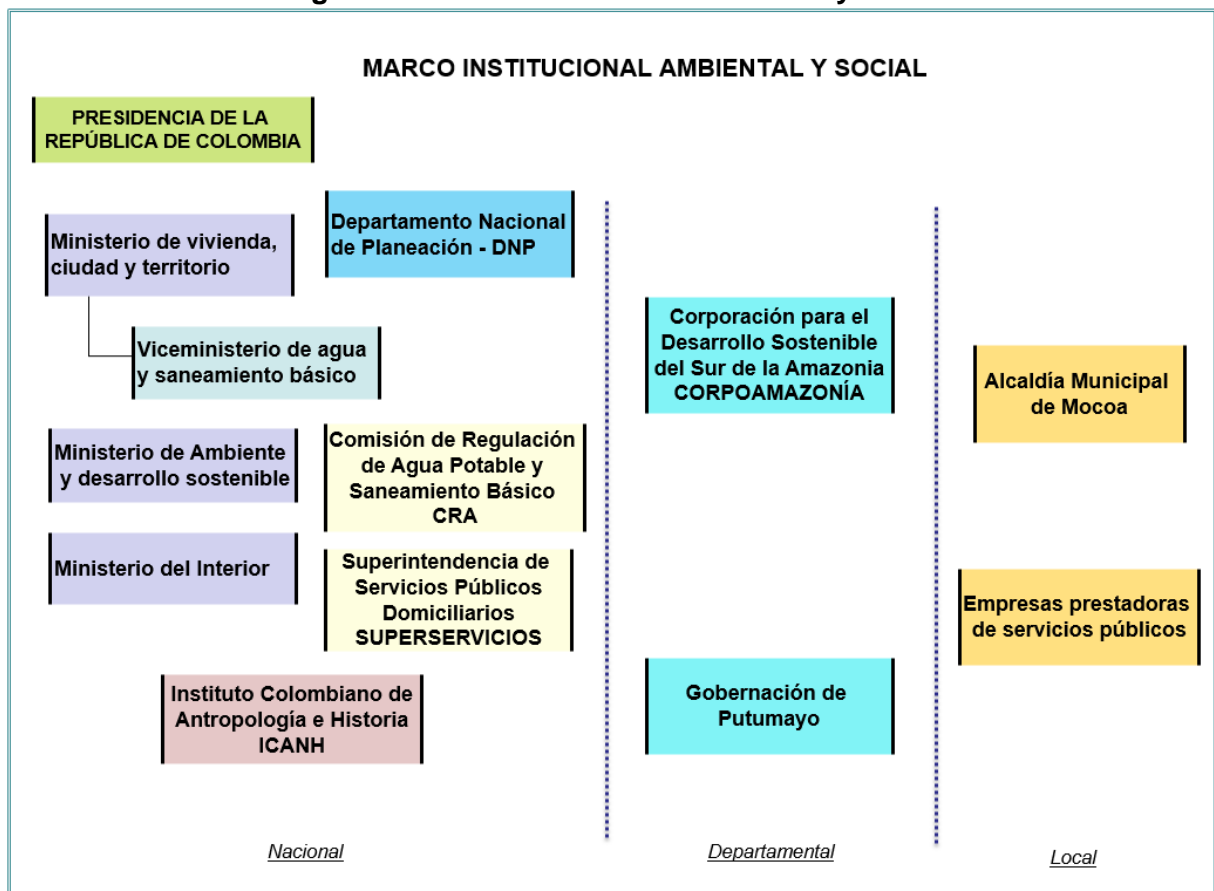 MARCO INSTITUCIONAL AMBIENTAL Y SOCIAL
PRESIDENCIA DE LA
REPÚBLICA DE COLOMBIA
Ministerio de vivienda,
ciudad y territorio
Departamento Nacional
de Planeación - DNP
Viceministerio de agua
y saneamiento básico
Ministerio de Ambiente
y desarrollo sostenible
Comisión de Regulación
de Agua Potable y
Saneamiento Básico
CRA
Ministerio del Interior
Superintendencia de
Servicios Públicos
Domiciliarios
SUPERSERVICIOS
Instituto Colombiano de
Antropología e Historia
ICANH
Nacional
Corporación para el
Desarrollo Sostenible
del Sur de la Amazonia
CORPOAMAZONÍA
Gobernación de
Putumayo
Departamental
Alcaldía Municipal
de Mocoa
Empresas prestadoras
de servicios públicos
Local